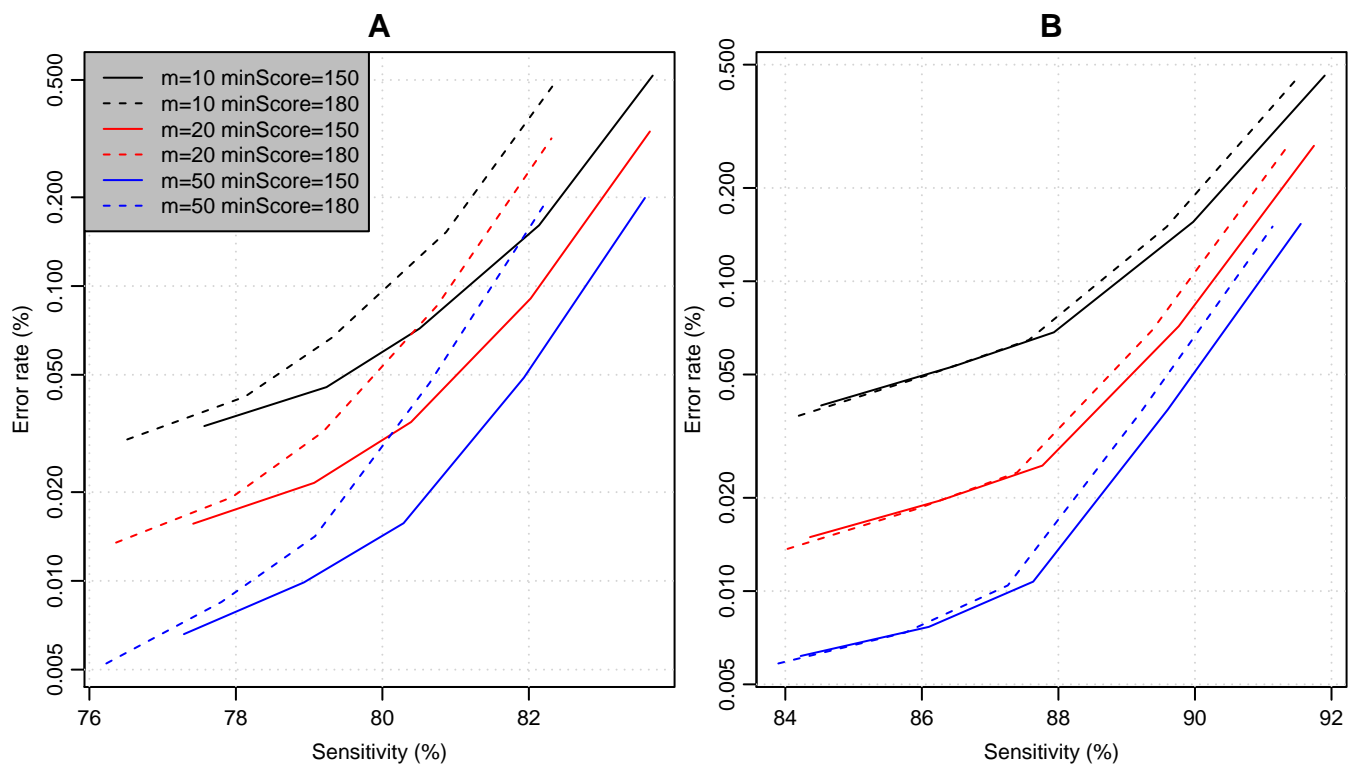 A
m=10 minScore=150
m=10 minScore=180
m=20 minScore=150
m=20 minScore=180
m=50 minScore=150
m=50 minScore=180
0.500
0.200
0.100
0.050
0.020
0.010
0.005
Error rate (%)
76 78 80 82
Sensitivity (%)
B
0.500
0.200
0.100
0.050
0.020
0.010
0.005
Error rate (%)
84 86 88 90 92
Sensitivity (%)